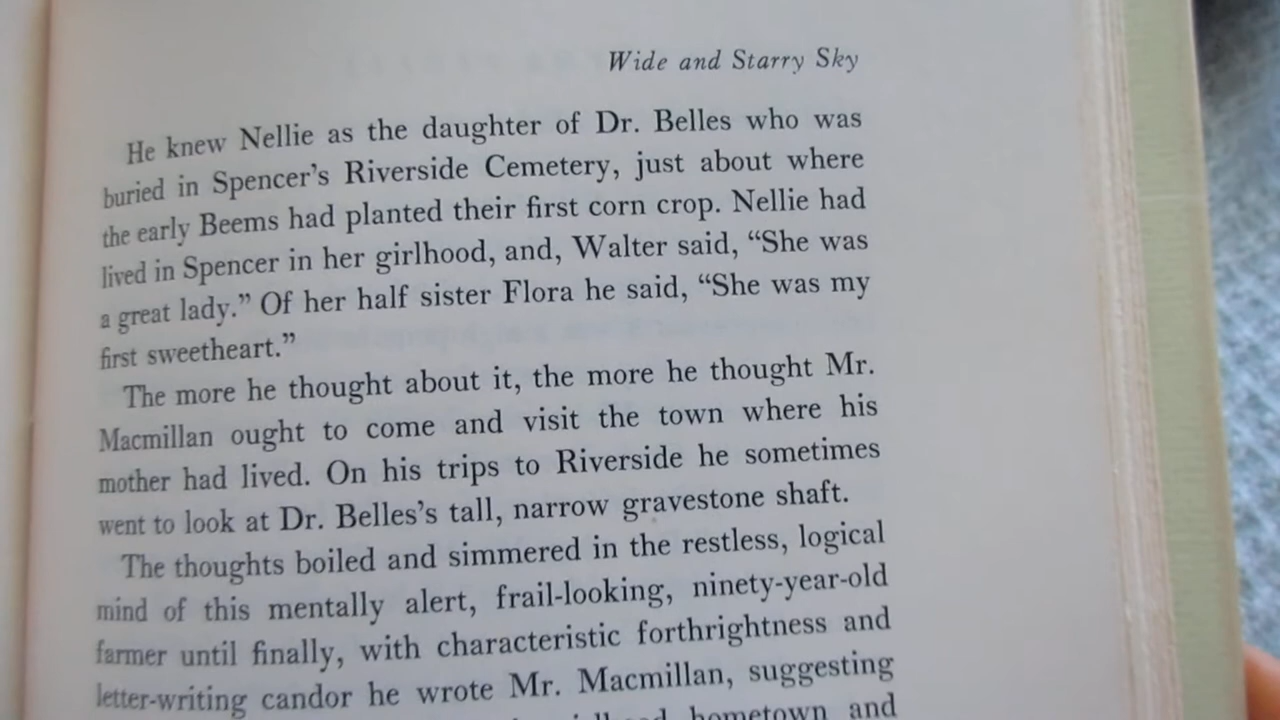 Wide and Starry Sky
He knew Nellie as the daughter of Dr. Belles who was
buried in Spencer's Riverside Cemetery, just about where
the early Beems had planted their first corn crop. Nellie had
lived in Spencer in her girlhood, and, Walter said, “She was
a great lady.” Of her half sister Flora he said, “She was my
first sweetheart.”
The more he thought about it, the more he thought Mr.
Macmillan ought to come and visit the town where his
mother had lived. On his trips to Riverside he sometimes
went to look at Dr. Belles's tall, narrow gravestone shaft.
The thoughts boiled and simmered in the restless, logical
mind of this mentally alert, frail-looking, ninety-year-old
farmer until finally, with characteristic forthrightness and
letter-writing candor he wrote Mr. Macmillan, suggesting
hometown and